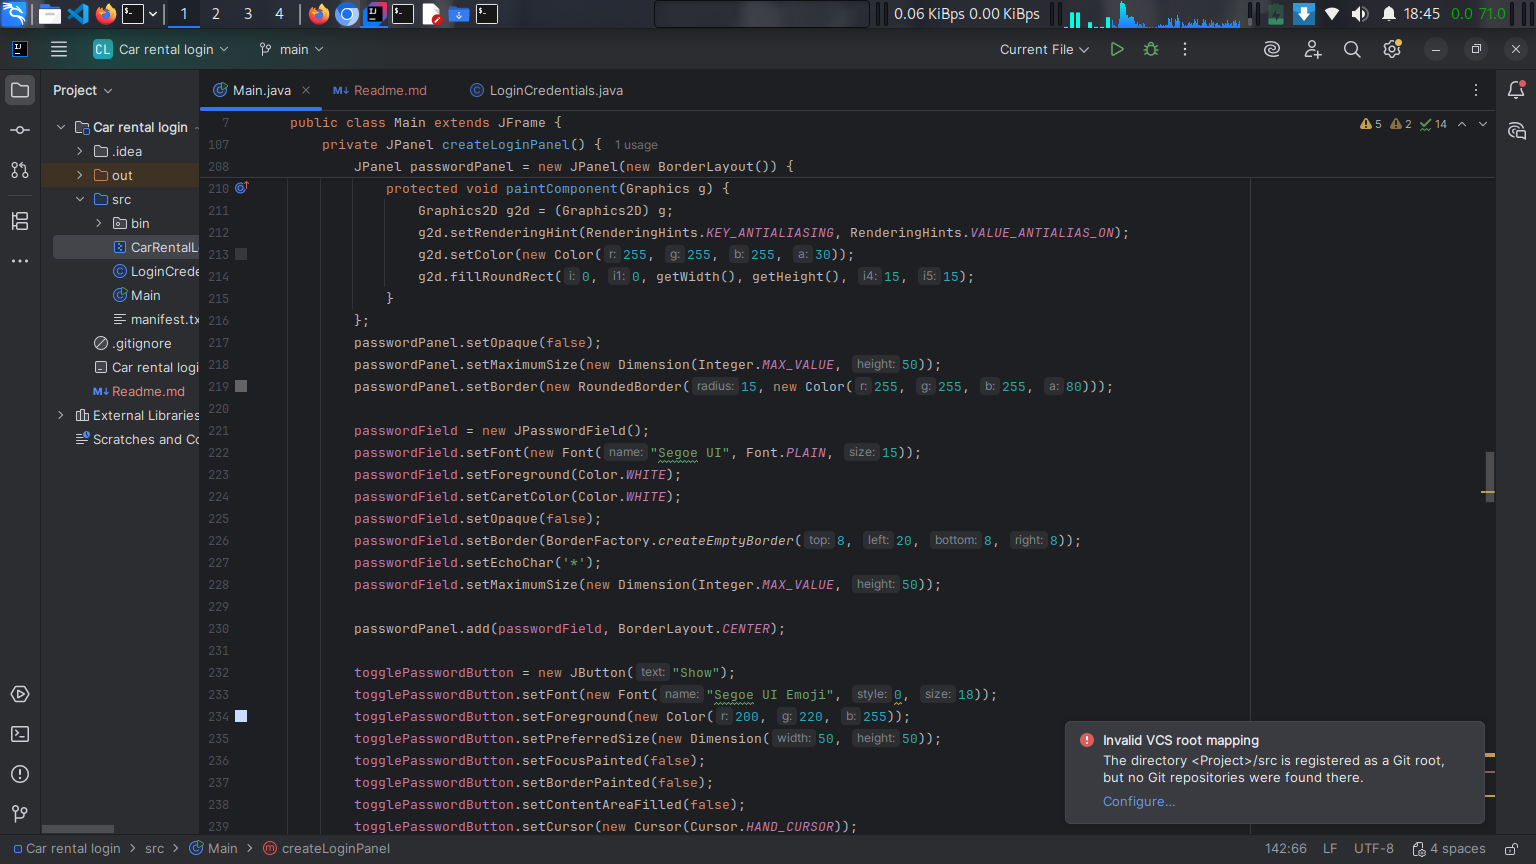 1 2 3 4 0.06 KiBps 0.00 KiBps 18:45 0.0 71.0
CL Car rental login main Current File
Project Main.java Readme.md LoginCredentials.java
7 public class Main extends JFrame { 5 2 14
107 private JPanel createLoginPanel() { 1 usage
208 JPanel passwordPanel = new JPanel(new BorderLayout()) {
210 protected void paintComponent(Graphics g) {
211 Graphics2D g2d = (Graphics2D) g;
212 g2d.setRenderingHint(RenderingHints.KEY_ANTIALIASING, RenderingHints.VALUE_ANTIALIAS_ON);
213 g2d.setColor(new Color( r: 255, g: 255, b: 255, a: 30));
214 g2d.fillRoundRect( i: 0, i1: 0, getWidth(), getHeight(), i4: 15, i5: 15);
215 }
216 };
217 passwordPanel.setOpaque(false);
218 passwordPanel.setMaximumSize(new Dimension(Integer.MAX_VALUE, height: 50));
219 passwordPanel.setBorder(new RoundedBorder( radius: 15, new Color( r: 255, g: 255, b: 255, a: 80)));
220
221 passwordField = new JPasswordField();
222 passwordField.setFont(new Font( name: "Segoe UI", Font.PLAIN, size: 15));
223 passwordField.setForeground(Color.WHITE);
224 passwordField.setCaretColor(Color.WHITE);
225 passwordField.setOpaque(false);
226 passwordField.setBorder(BorderFactory.createEmptyBorder( top: 8, left: 20, bottom: 8, right: 8));
227 passwordField.setEchoChar('*');
228 passwordField.setMaximumSize(new Dimension(Integer.MAX_VALUE, height: 50));
229
230 passwordPanel.add(passwordField, BorderLayout.CENTER);
231
232 togglePasswordButton = new JButton( text: "Show");
233 togglePasswordButton.setFont(new Font( name: "Segoe UI Emoji", style: 0, size: 18));
234 togglePasswordButton.setForeground(new Color( r: 200, g: 220, b: 255));
235 togglePasswordButton.setPreferredSize(new Dimension( width: 50, height: 50));
236 togglePasswordButton.setFocusPainted(false);
237 togglePasswordButton.setBorderPainted(false);
238 togglePasswordButton.setContentAreaFilled(false);
239 togglePasswordButton.setCursor(new Cursor(Cursor.HAND_CURSOR));
Car rental login
.idea
out
src
bin
CarRentalL
LoginCrede
Main
manifest.tx
.gitignore
Car rental logi
Readme.md
External Libraries
Scratches and Co
Invalid VCS root mapping
The directory <Project>/src is registered as a Git root,
but no Git repositories were found there.
Configure...
Car rental login > src > Main > createLoginPanel 142:66 LF UTF-8 4 spaces